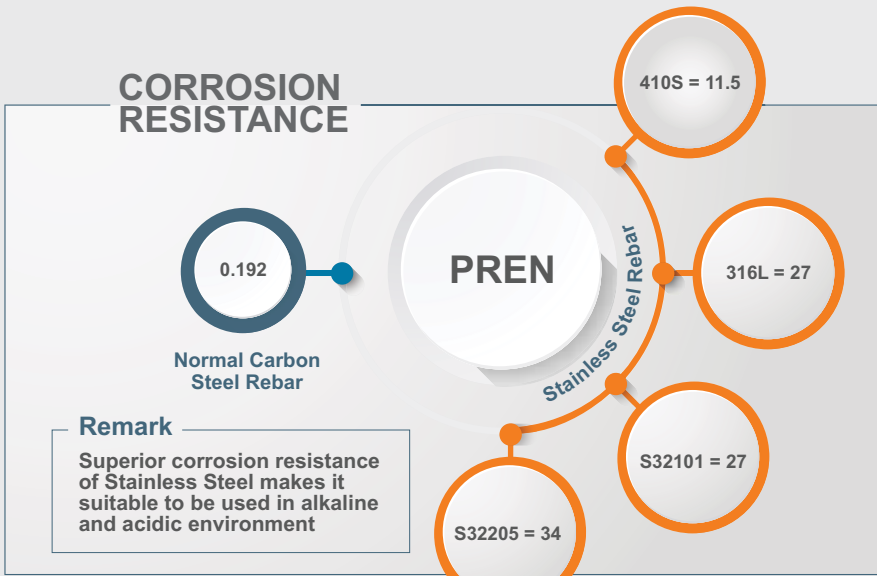 CORROSION
RESISTANCE
410S = 11.5
0.192
PREN
Stainless Steel Rebar
316L = 27
Normal Carbon
Steel Rebar
S32101 = 27
S32205 = 34
Remark
Superior corrosion resistance
of Stainless Steel makes it
suitable to be used in alkaline
and acidic environment